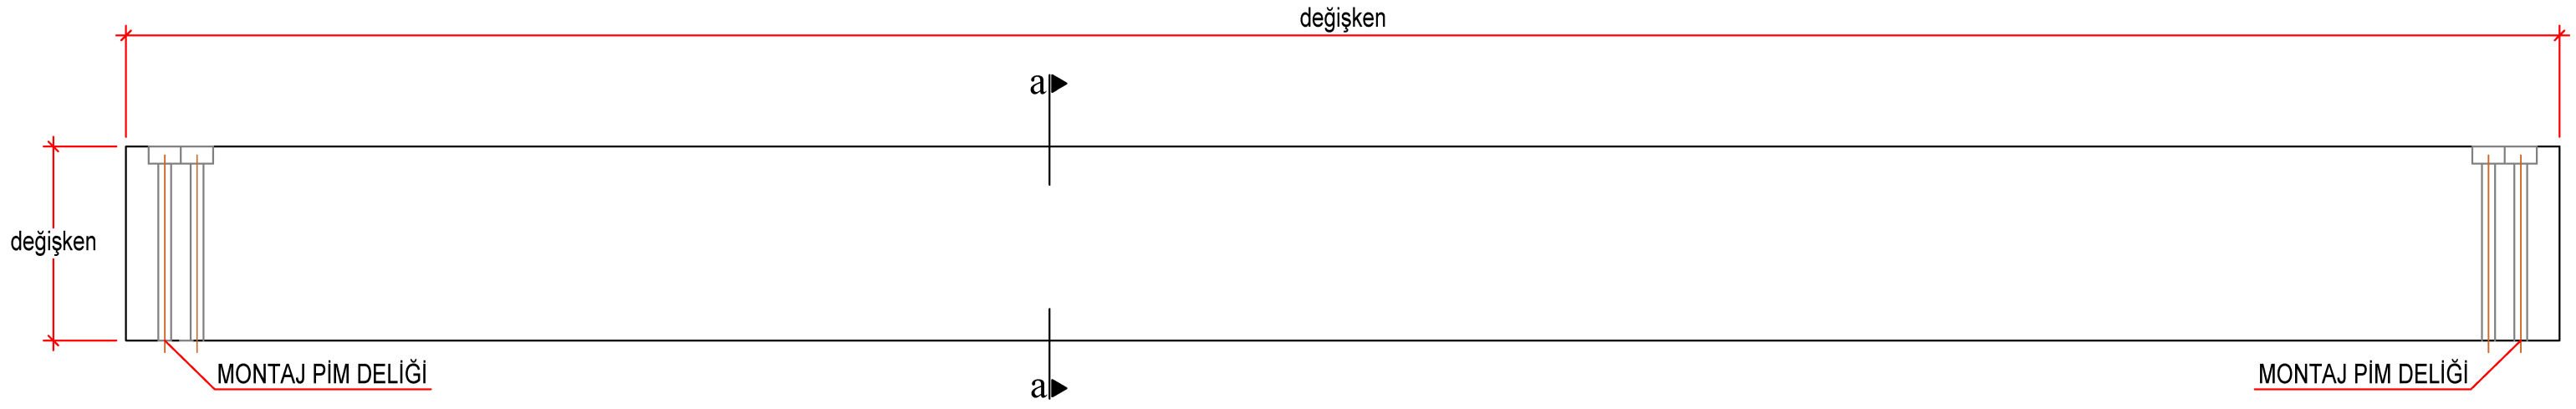 değişken
a
değişken
MONTAJ PİM DELİĞİ
MONTAJ PİM DELİĞİ
a